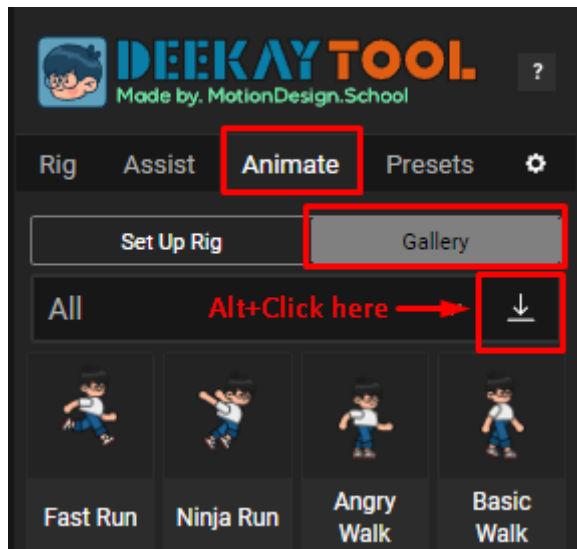 DEEKAY TOOL
?
Made by. MotionDesign.School
Rig Assist Animate Presets
Set Up Rig Gallery
All Alt+Click here
Fast Run Ninja Run Angry Walk Basic Walk